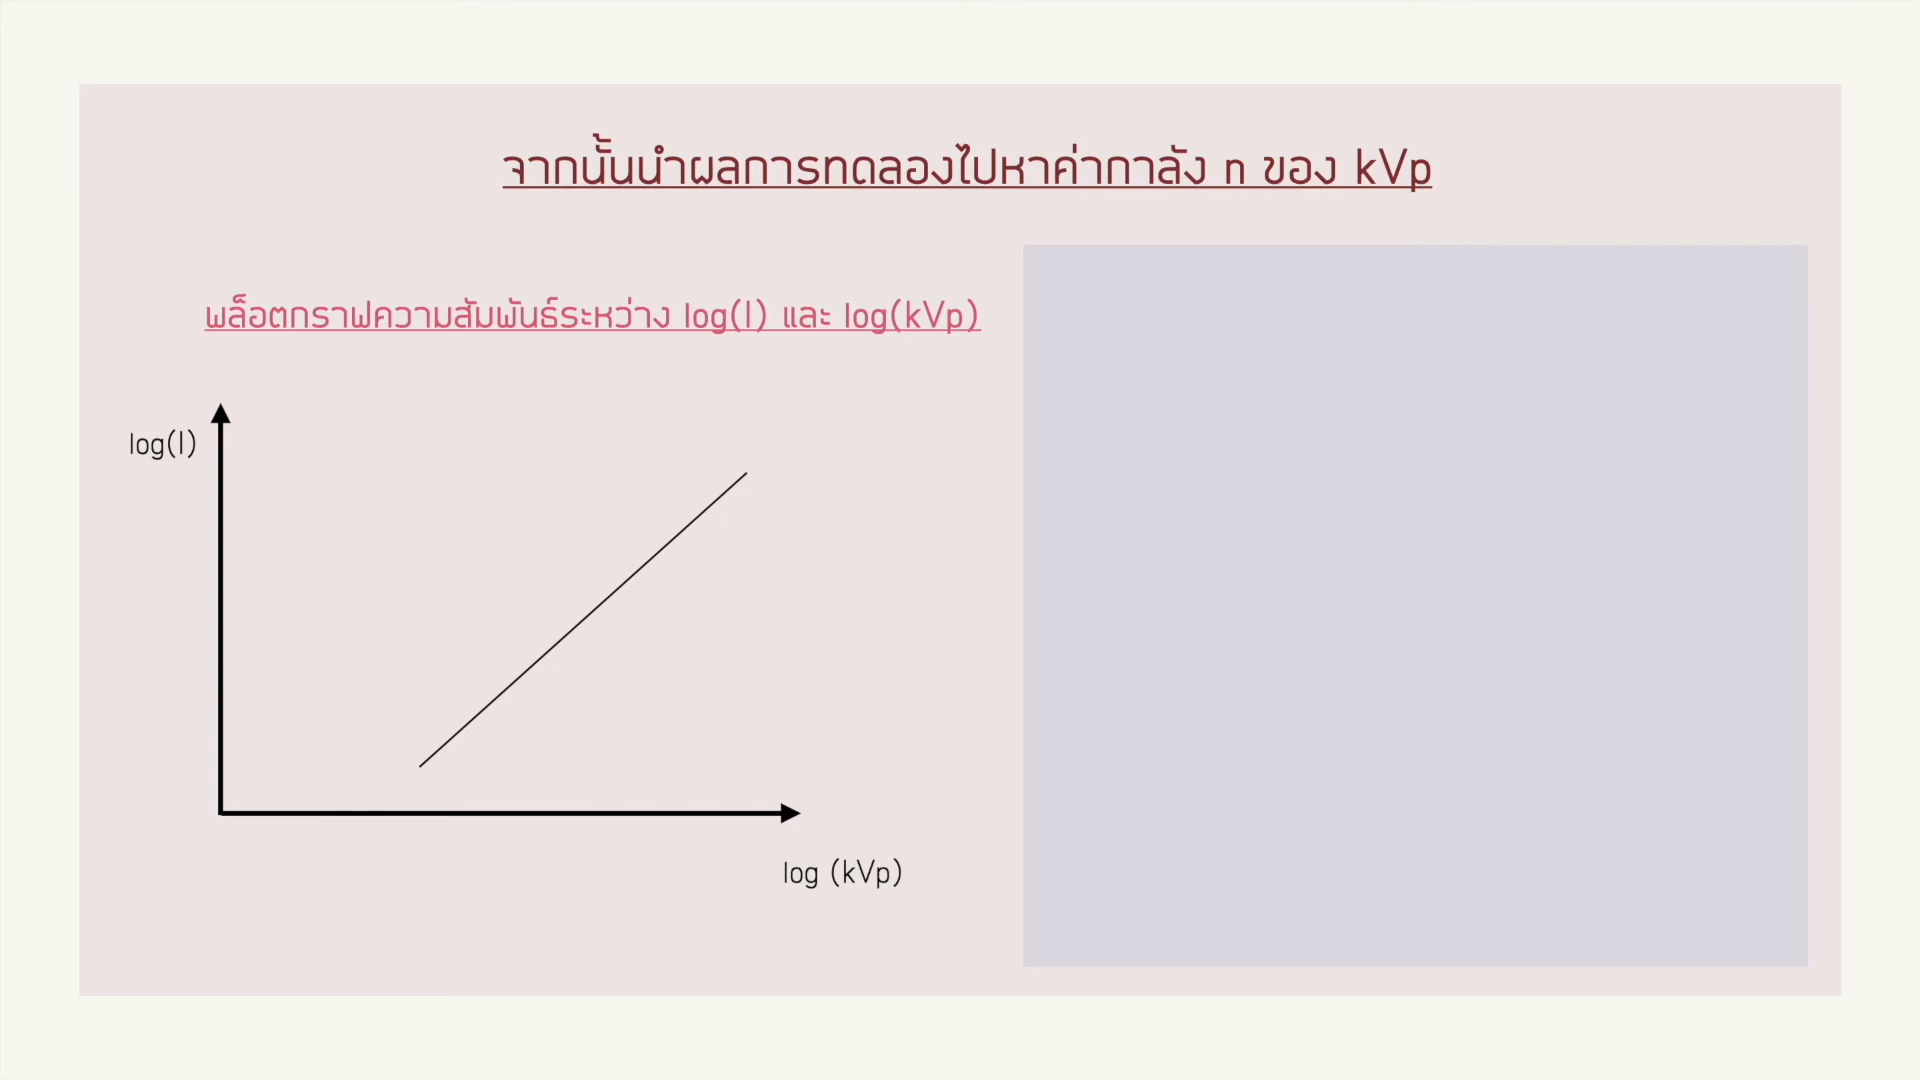 จากนั้นนำผลการทดลองไปหาค่ากาลัง n ของ kVp
พล็อตกราฟความสัมพันธ์ระหว่าง log(I) และ log(kVp)
log(I)
log (kVp)